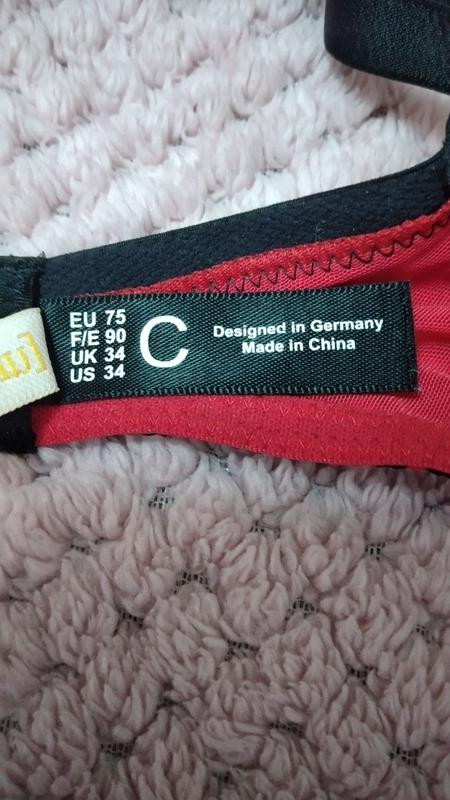 EU 75
F/E 90
UK 34
US 34
C
Designed in Germany
Made in China